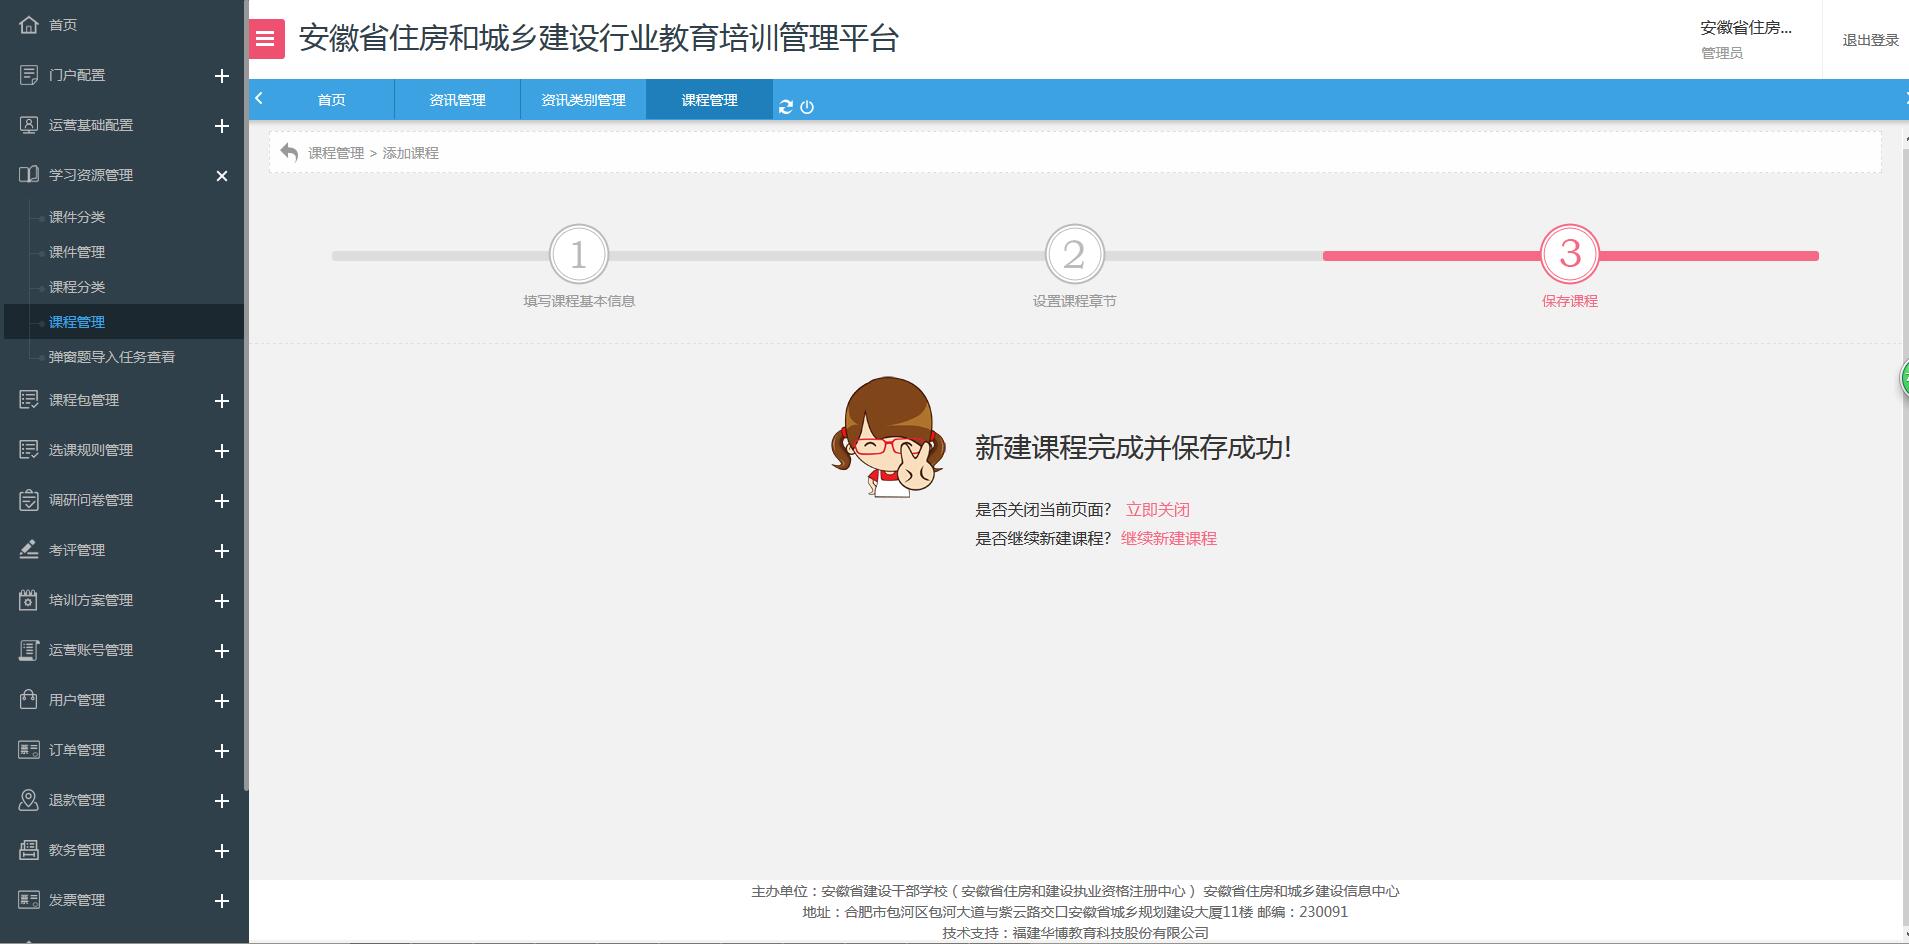 首页
门户配置
运营基础配置
学习资源管理
课件分类
课件管理
课程分类
课程管理
弹窗题导入任务查看
课程包管理
选课规则管理
调研问卷管理
考评管理
培训方案管理
运营账号管理
用户管理
订单管理
退款管理
教务管理
发票管理
安徽省住房和城乡建设行业教育培训管理平台
安徽省住房...
管理员
退出登录
首页 资讯管理 资讯类别管理 课程管理
课程管理 > 添加课程
1 2 3
填写课程基本信息 设置课程章节 保存课程
新建课程完成并保存成功!
是否关闭当前页面? 立即关闭
是否继续新建课程? 继续新建课程
主办单位：安徽省建设干部学校（安徽省住房和建设执业资格注册中心） 安徽省住房和城乡建设信息中心
地址：合肥市包河区包河大道与紫云路交口安徽省城乡规划建设大厦11楼 邮编：230091
技术支持：福建华博教育科技股份有限公司